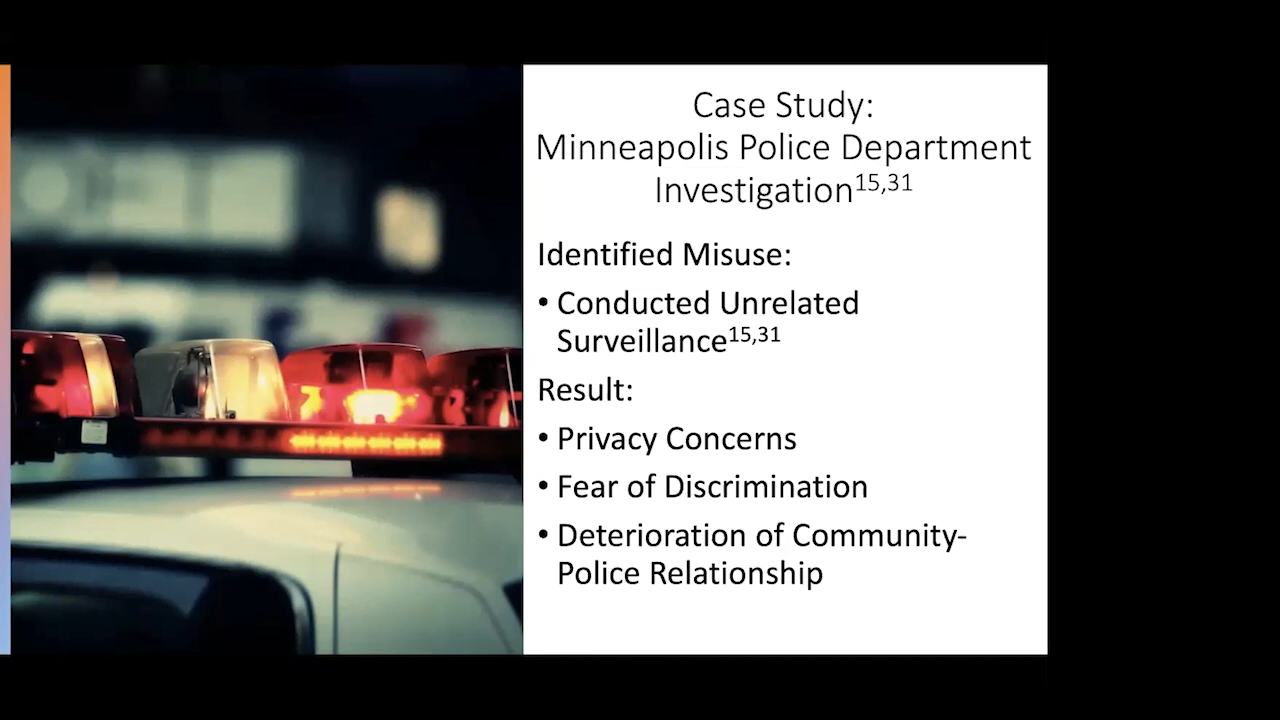 Case Study:
Minneapolis Police Department
Investigation15,31
Identified Misuse:
• Conducted Unrelated
Surveillance15,31
Result:
• Privacy Concerns
• Fear of Discrimination
• Deterioration of Community-
Police Relationship